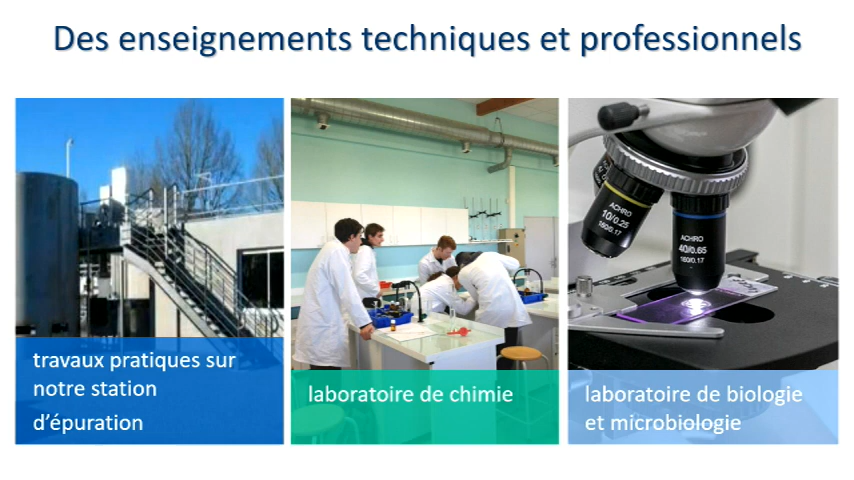 Des enseignements techniques et professionnels
travaux pratiques sur
notre station
d'épuration
laboratoire de chimie
laboratoire de biologie
et microbiologie
ACHRO
10/0.25
160/0.17
ACHRO
40/0.65
160/0.17